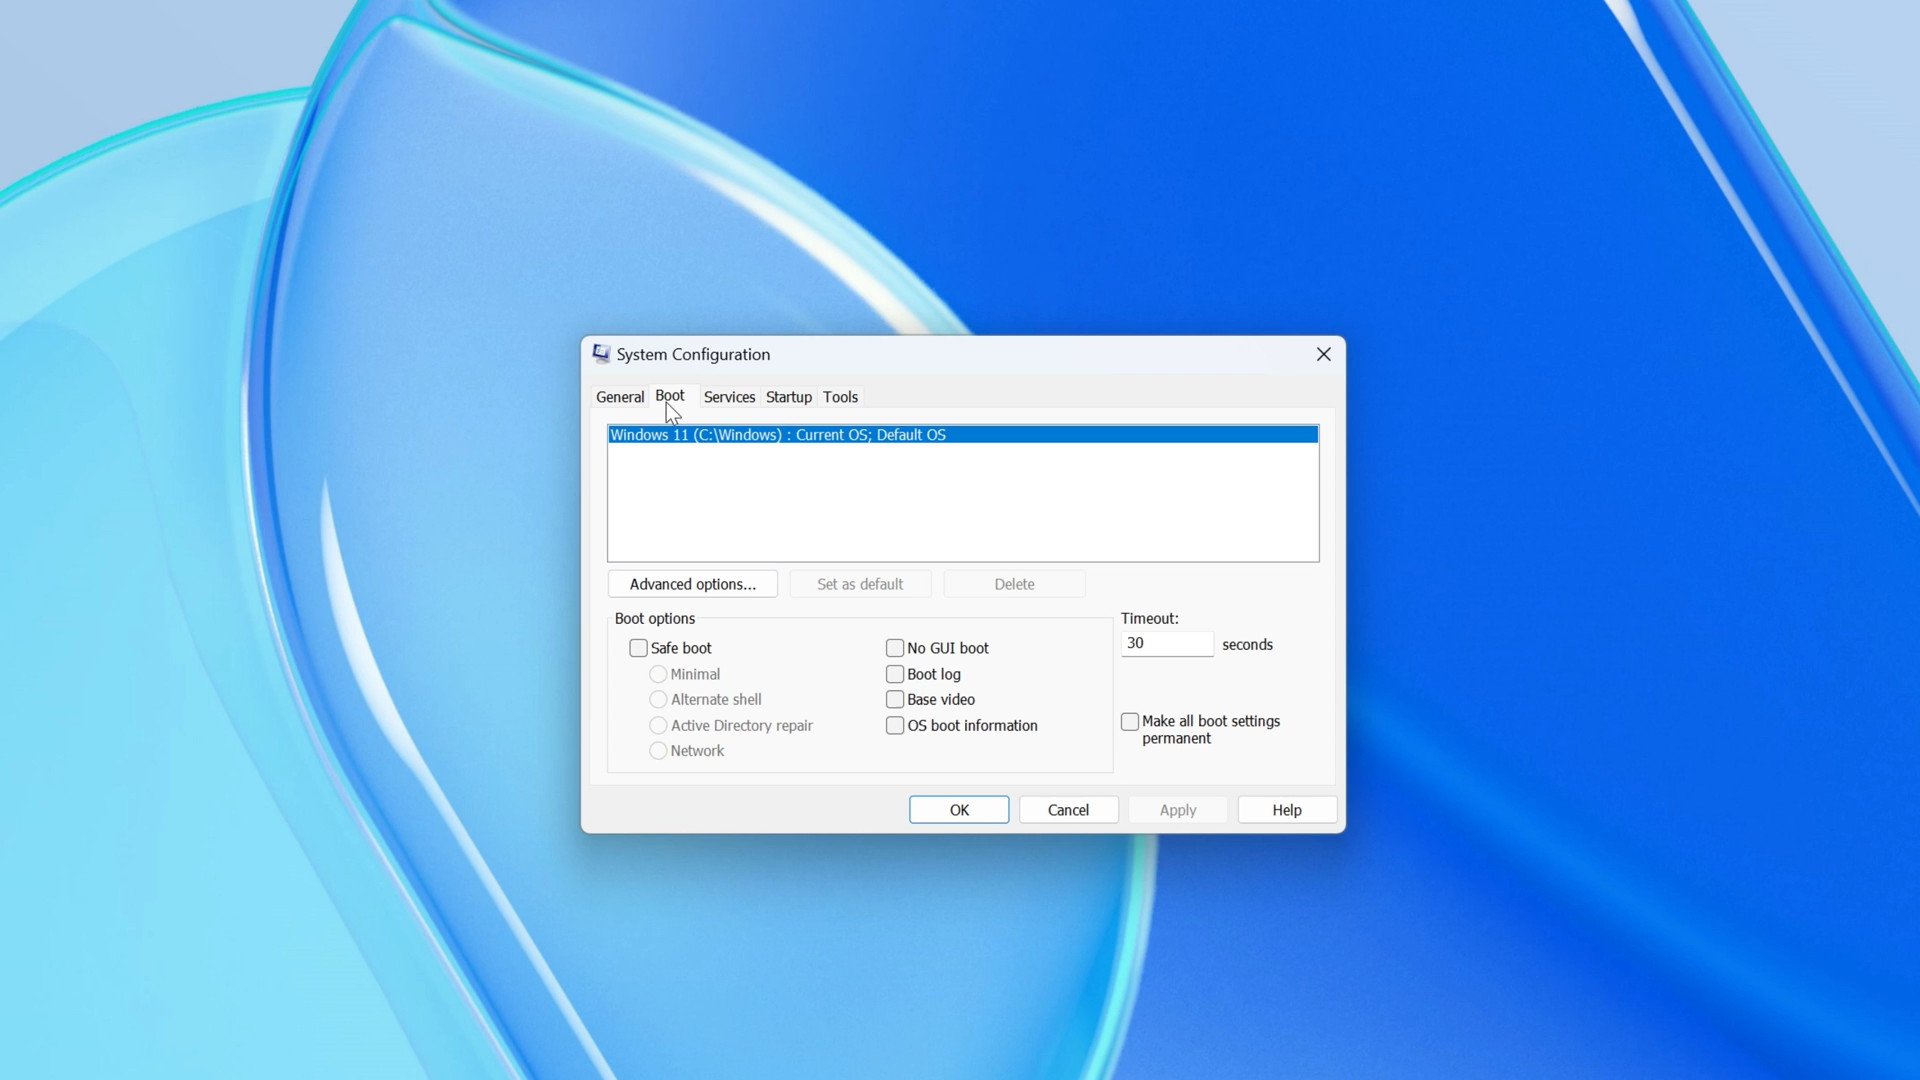 System Configuration
General Boot Services Startup Tools
Windows 11 (C:\Windows) : Current OS; Default OS
Advanced options... Set as default Delete
Boot options
Safe boot
Minimal
Alternate shell
Active Directory repair
Network
No GUI boot
Boot log
Base video
OS boot information
Timeout:
30 seconds
Make all boot settings
permanent
OK Cancel Apply Help